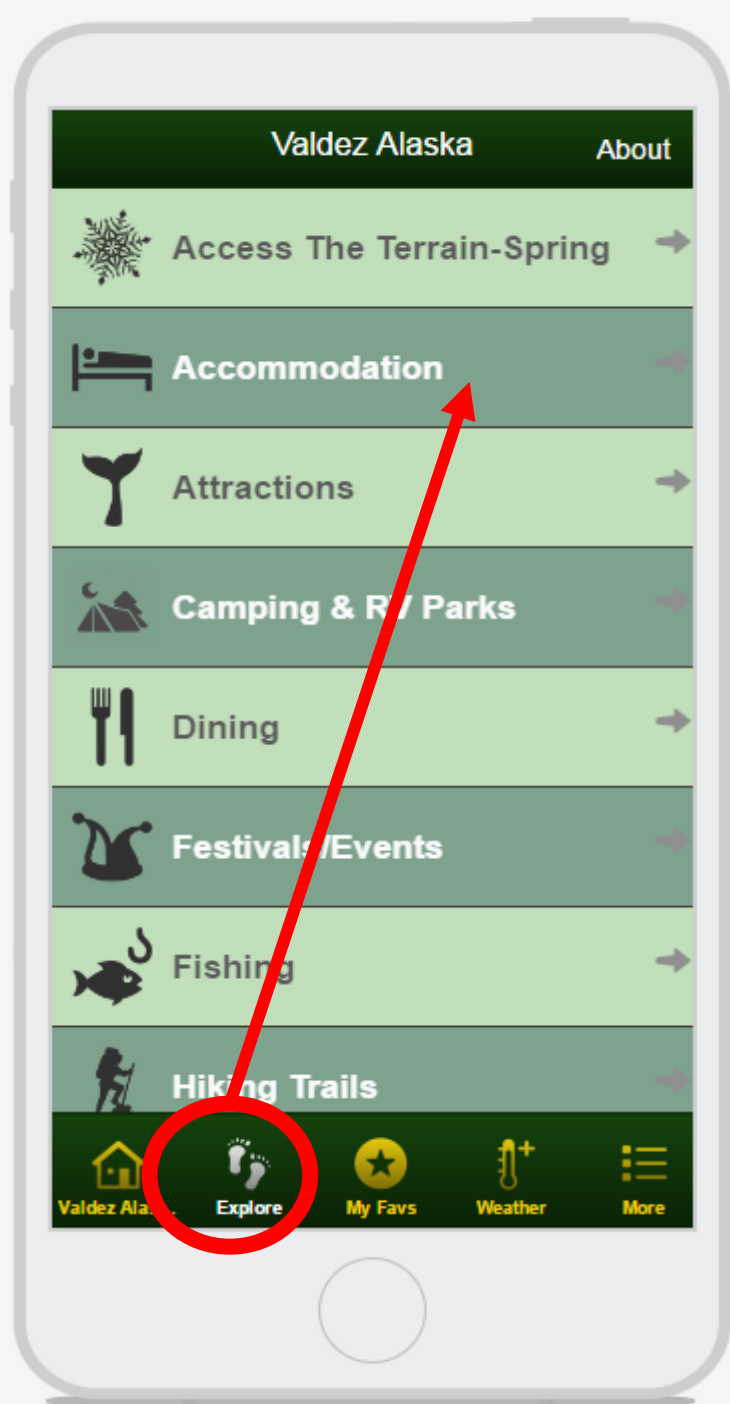 Valdez Alaska
About
Access The Terrain-Spring
Accommodation
Attractions
Camping & RV Parks
Dining
Festivals/Events
Fishing
Hiking Trails
Valdez Ala...
Explore
My Favs
Weather
More